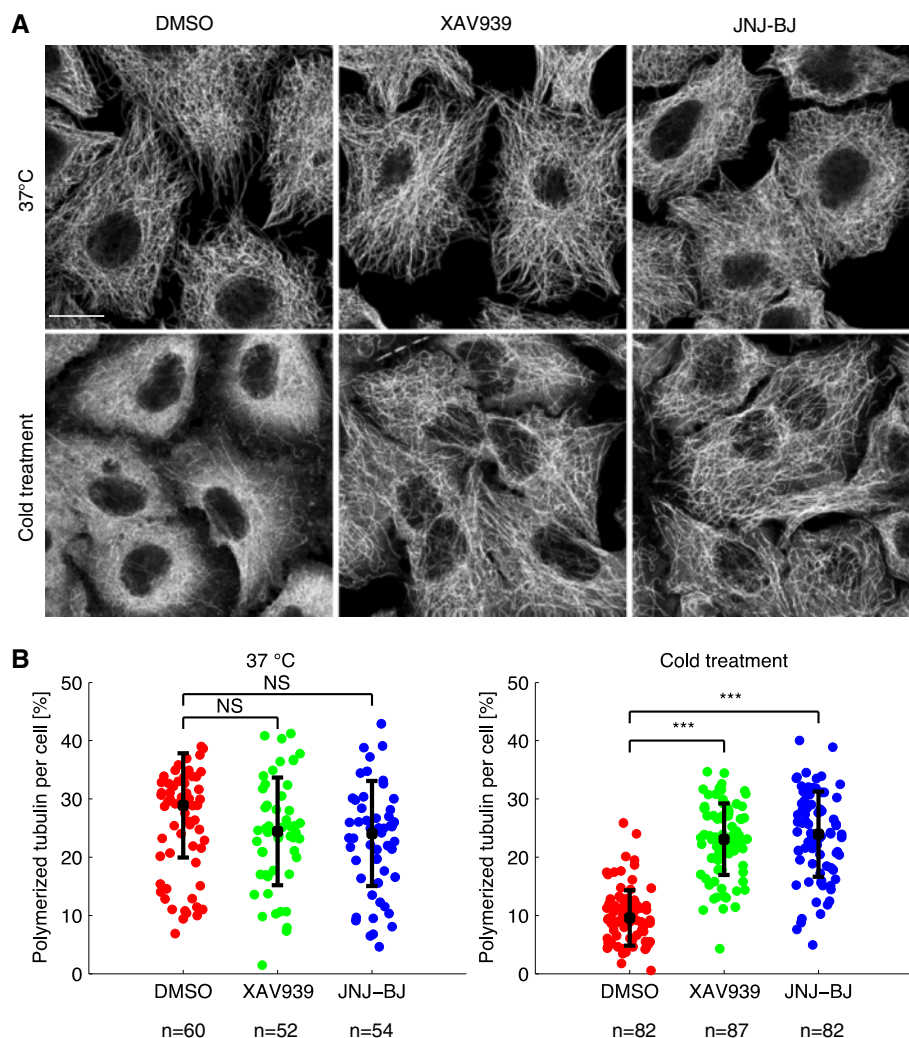 A
DMSO
XAV939
JNJ-BJ
37°C
Cold treatment
B
37 °C
Polymerized tubulin per cell [%]
50
40
30
20
10
0
NS
NS
DMSO
XAV939
JNJ–BJ
n=60
n=52
n=54
Cold treatment
Polymerized tubulin per cell [%]
50
40
30
20
10
0
***
***
DMSO
XAV939
JNJ–BJ
n=82
n=87
n=82